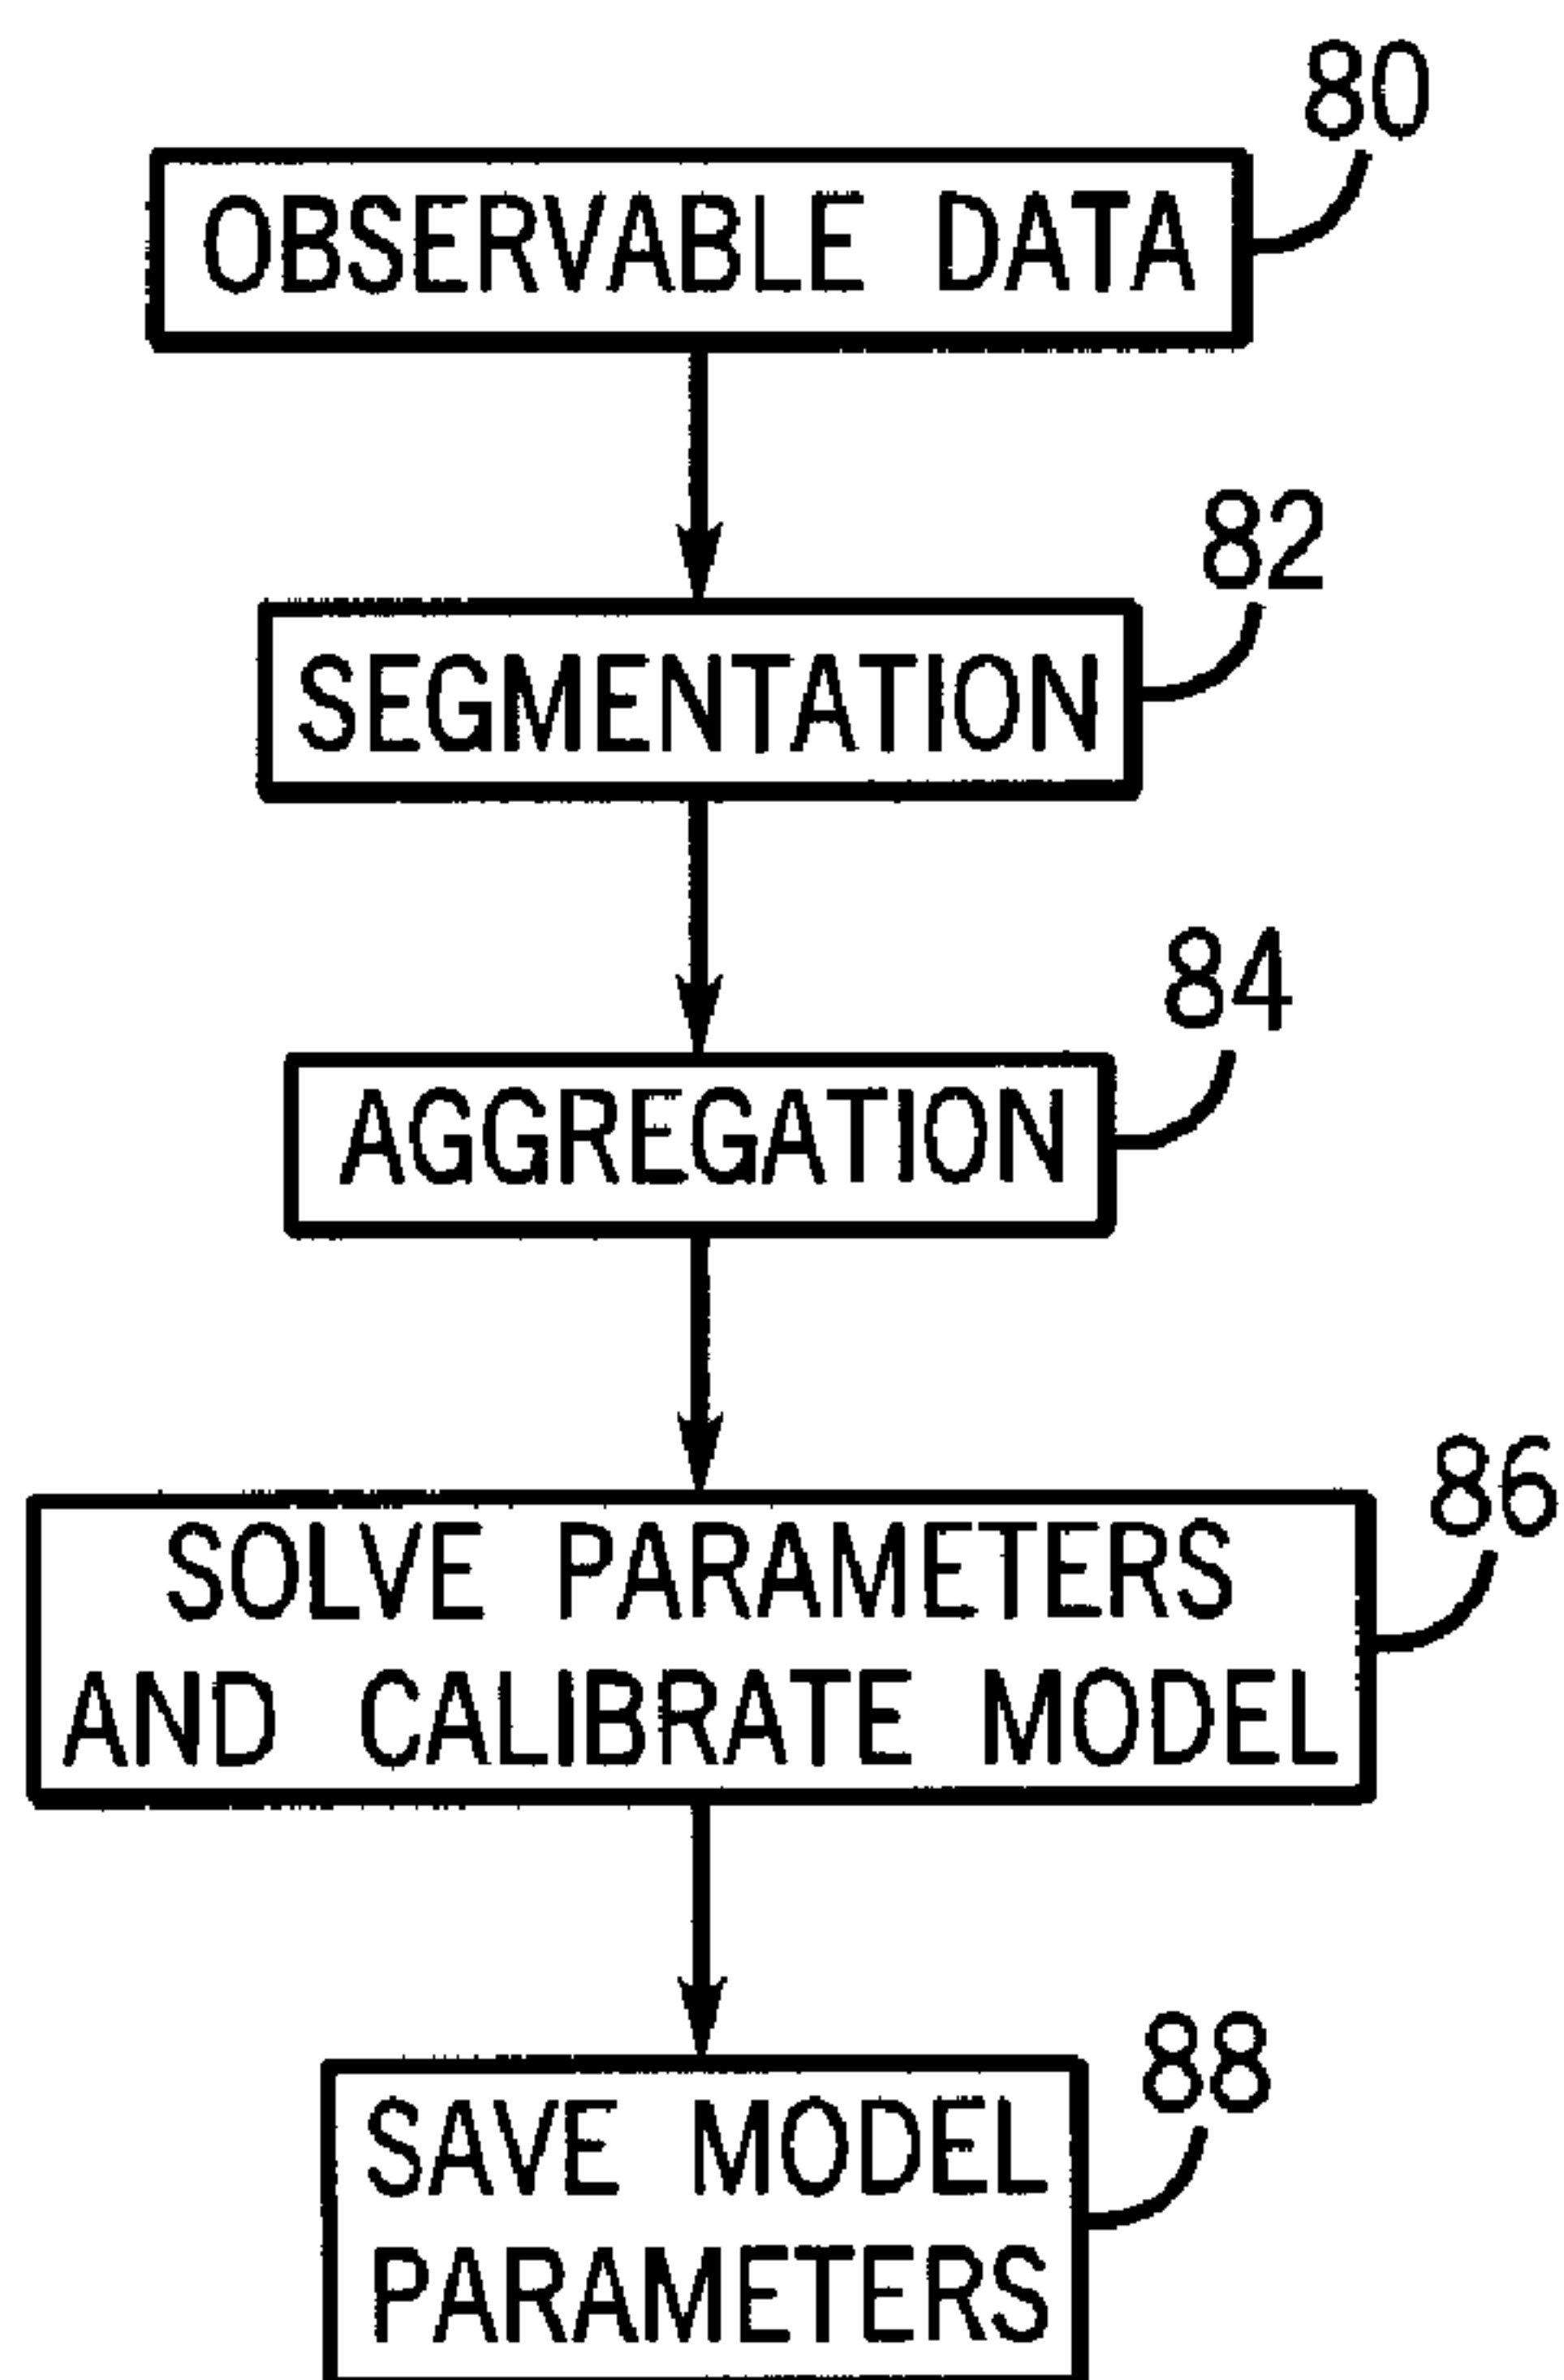 80
OBSERVABLE DATA
82
SEGMENTATION
84
AGGREGATION
86
SOLVE PARAMETERS
AND CALIBRATE MODEL
88
SAVE MODEL
PARAMETERS